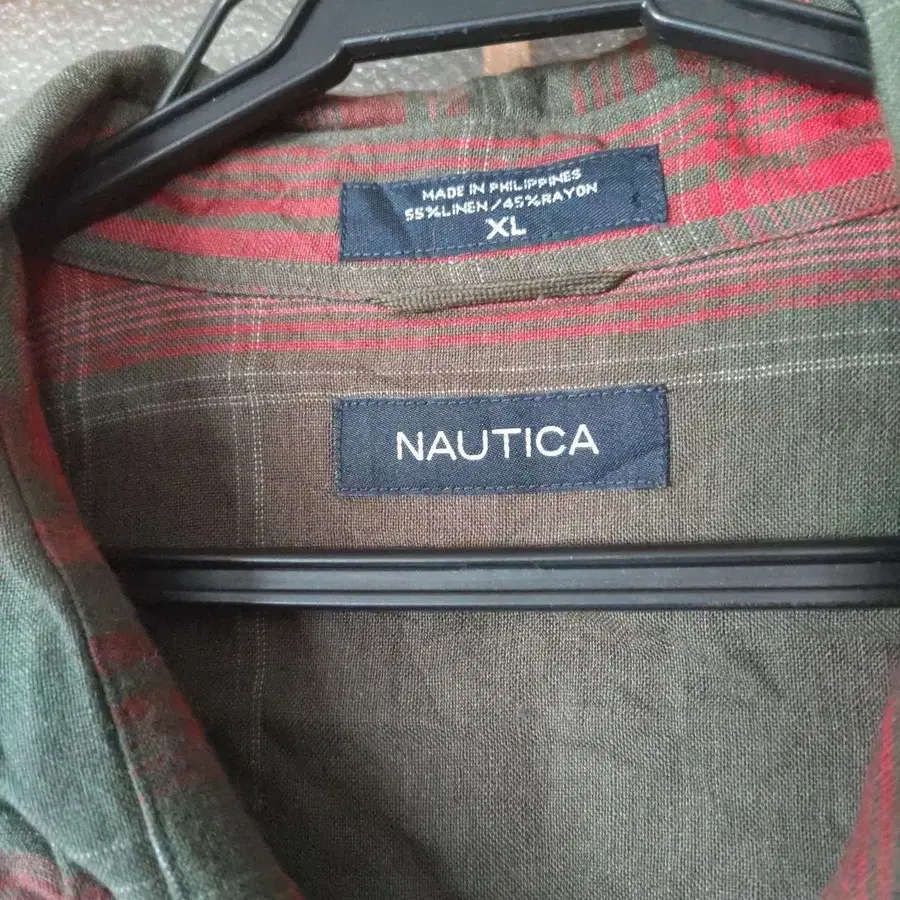 MADE IN PHILIPPINES
55%LINEN/45%RAYON
XL
NAUTICA